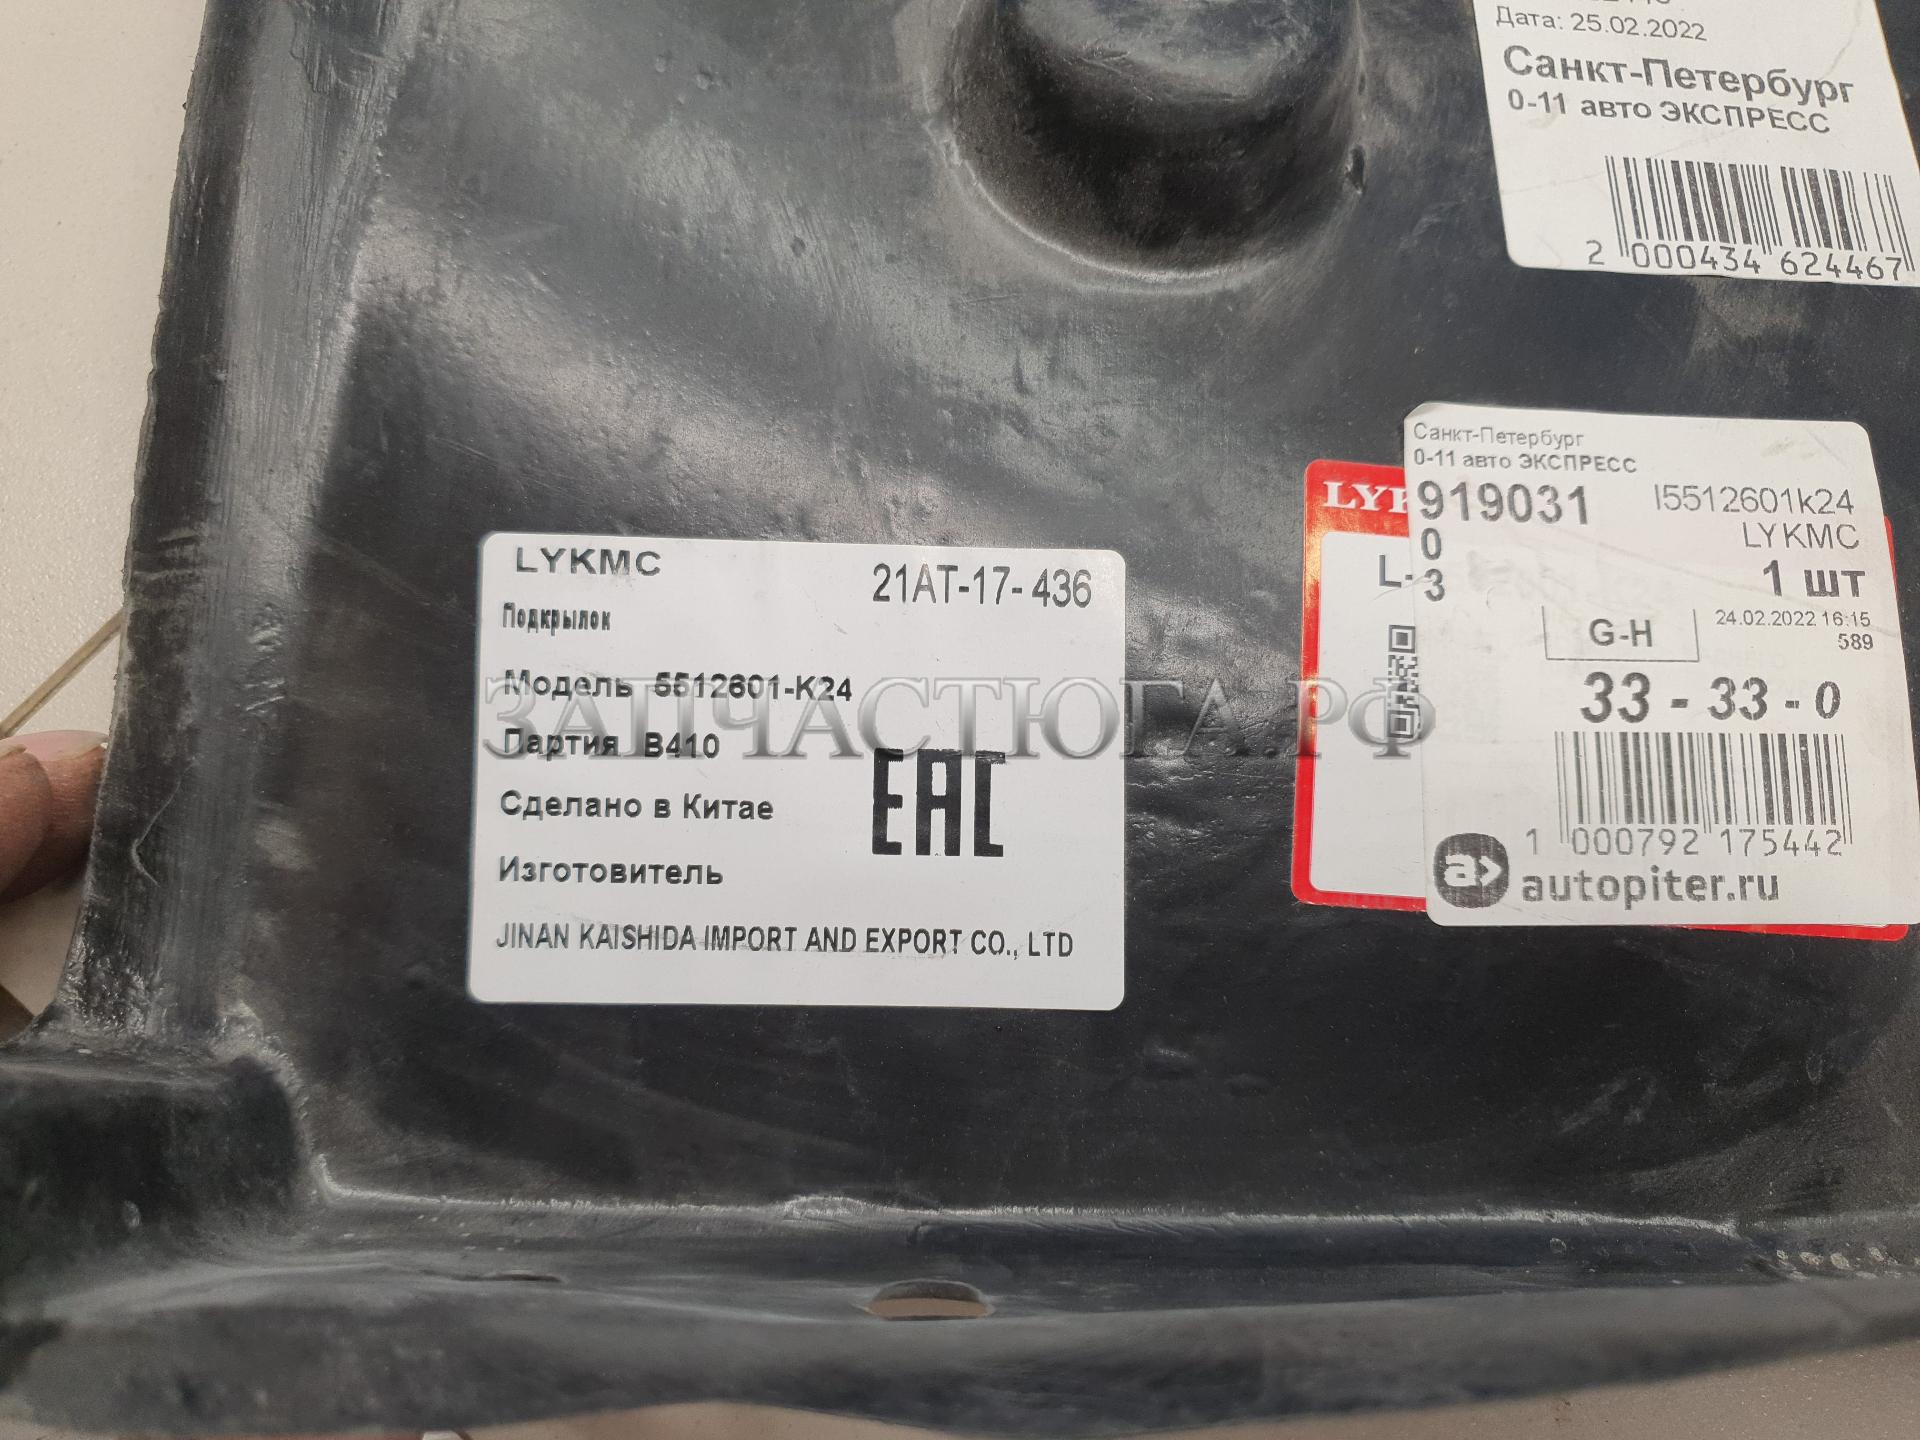 Дата: 25.02.2022
Санкт-Петербург
0-11 авто ЭКСПРЕСС
2 000434 624467
LYKMC
21AT-17-436
Подкрылок
Модель 5512601-K24
Партия B410
Сделано в Китае
EAC
Изготовитель
JINAN KAISHIDA IMPORT AND EXPORT CO., LTD
ЗАПЧАСТЮГА.РФ
LYK
L-
Санкт-Петербург
0-11 авто ЭКСПРЕСС
919031
0
3
I5512601k24
LYKMC
1 шт
G-H
24.02.2022 16:15
589
33 - 33 - 0
1 000792 175442
a>
autopiter.ru